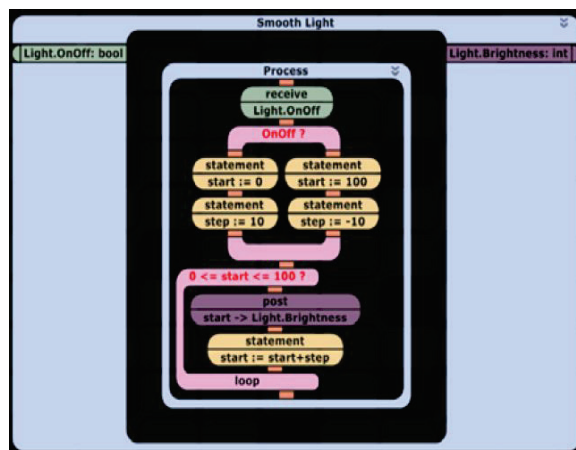 Smooth Light
Light.OnOff: bool
Light.Brightness: int
Process
receive
Light.OnOff
OnOff ?
statement
start := 0
statement
start := 100
statement
step := 10
statement
step := -10
0 <= start <= 100 ?
post
start -> Light.Brightness
statement
start := start+step
loop